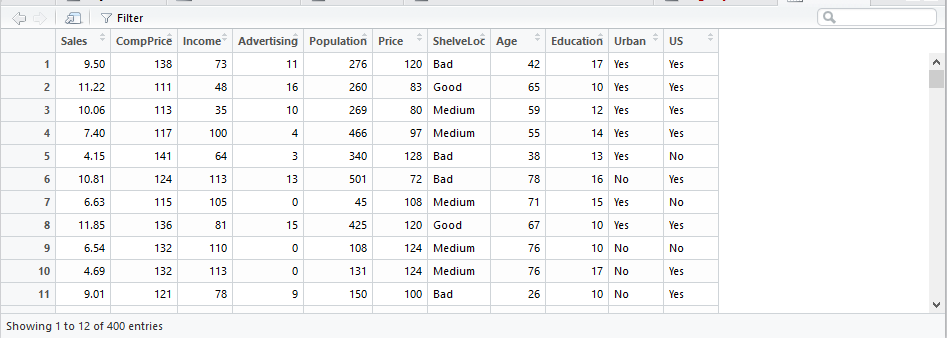 Filter
Sales CompPrice Income Advertising Population Price ShelveLoc Age Education Urban US
1 9.50 138 73 11 276 120 Bad 42 17 Yes Yes
2 11.22 111 48 16 260 83 Good 65 10 Yes Yes
3 10.06 113 35 10 269 80 Medium 59 12 Yes Yes
4 7.40 117 100 4 466 97 Medium 55 14 Yes Yes
5 4.15 141 64 3 340 128 Bad 38 13 Yes No
6 10.81 124 113 13 501 72 Bad 78 16 No Yes
7 6.63 115 105 0 45 108 Medium 71 15 Yes No
8 11.85 136 81 15 425 120 Good 67 10 Yes Yes
9 6.54 132 110 0 108 124 Medium 76 10 No No
10 4.69 132 113 0 131 124 Medium 76 17 No Yes
11 9.01 121 78 9 150 100 Bad 26 10 No Yes
Showing 1 to 12 of 400 entries